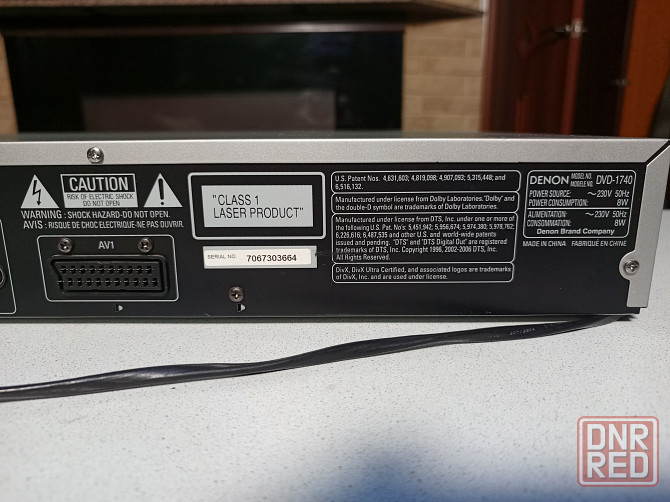 CAUTION
RISK OF ELECTRIC SHOCK
DO NOT OPEN
WARNING : SHOCK HAZARD-DO NOT OPEN.
AVIS : RISQUE DE CHOC ELECTRIQUE-NE PAS OUVRIR.
AV1
"CLASS 1
LASER PRODUCT"
SERIAL NO. 7067303664
U.S. Patent Nos. 4,631,603; 4,819,098; 4,907,093; 5,315,448; and
6,516,132.
Manufactured under license from Dolby Laboratories. "Dolby" and
the double-D symbol are trademarks of Dolby Laboratories.
Manufactured under license from DTS, Inc. under one or more of
the following U.S. Pat. No's: 5,451,942; 5,956,674; 5,974,380; 5,978,762;
6,226,616; 6,487,535 and other U.S. and world-wide patents
issued and pending. "DTS" and "DTS Digital Out" are registered
trademarks of DTS, Inc. Copyright 1996, 2002-2006 DTS, Inc.
All Rights Reserved.
DivX, DivX Ultra Certified, and associated logos are trademarks
of DivX, Inc. and are used under license.
DENON MODEL NO. MODELE NO. DVD-1740
POWER SOURCE: ~230V 50Hz
POWER CONSUMPTION: 8W
ALIMENTATION: ~230V 50Hz
CONSOMMATION: 8W
Denon Brand Company
MADE IN CHINA FABRIQUÉ EN CHINE
DNR
RED